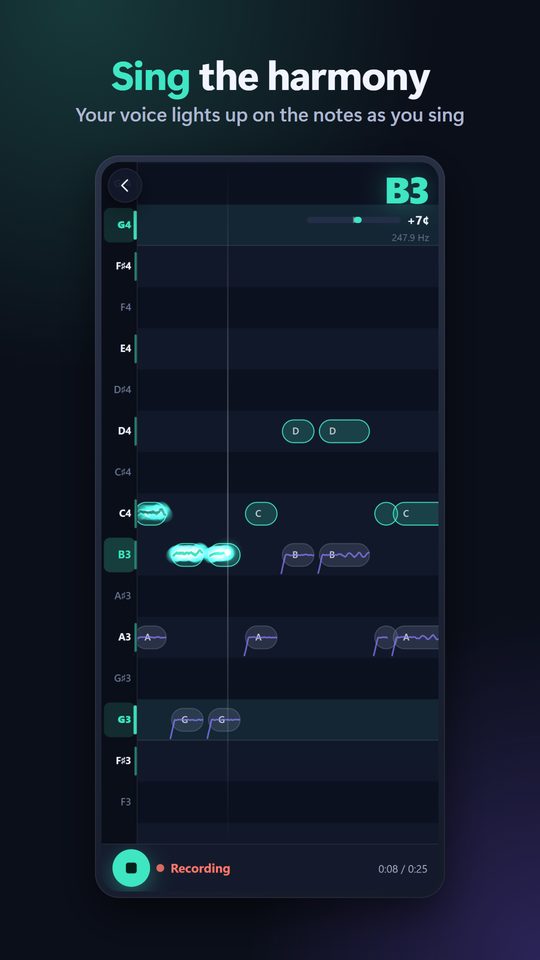 Sing the harmony
Your voice lights up on the notes as you sing
B3
G4
+7¢
247.9 Hz
F♯4
F4
E4
D♯4
D4
D D
C♯4
C4
C C
B3
B B
A♯3
A3
A A A
G♯3
G3
G G
F♯3
F3
Recording
0:08 / 0:25